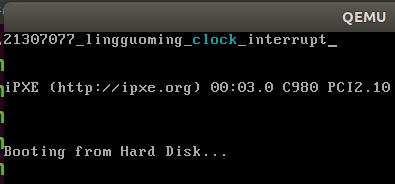 QEMU
,21307077_lingguoming_clock_interrupt_
iPXE (http://ipxe.org) 00:03.0 C980 PCI2.10
Booting from Hard Disk...